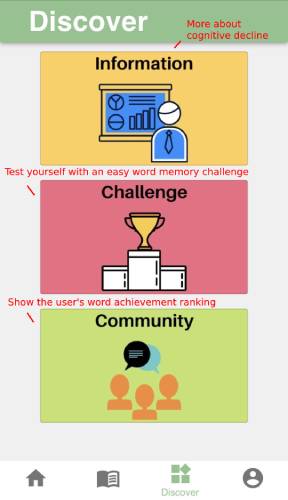 Discover
More about
cognitive decline
Information
Test yourself with an easy word memory challenge
Challenge
Show the user's word achievement ranking
Community
Discover